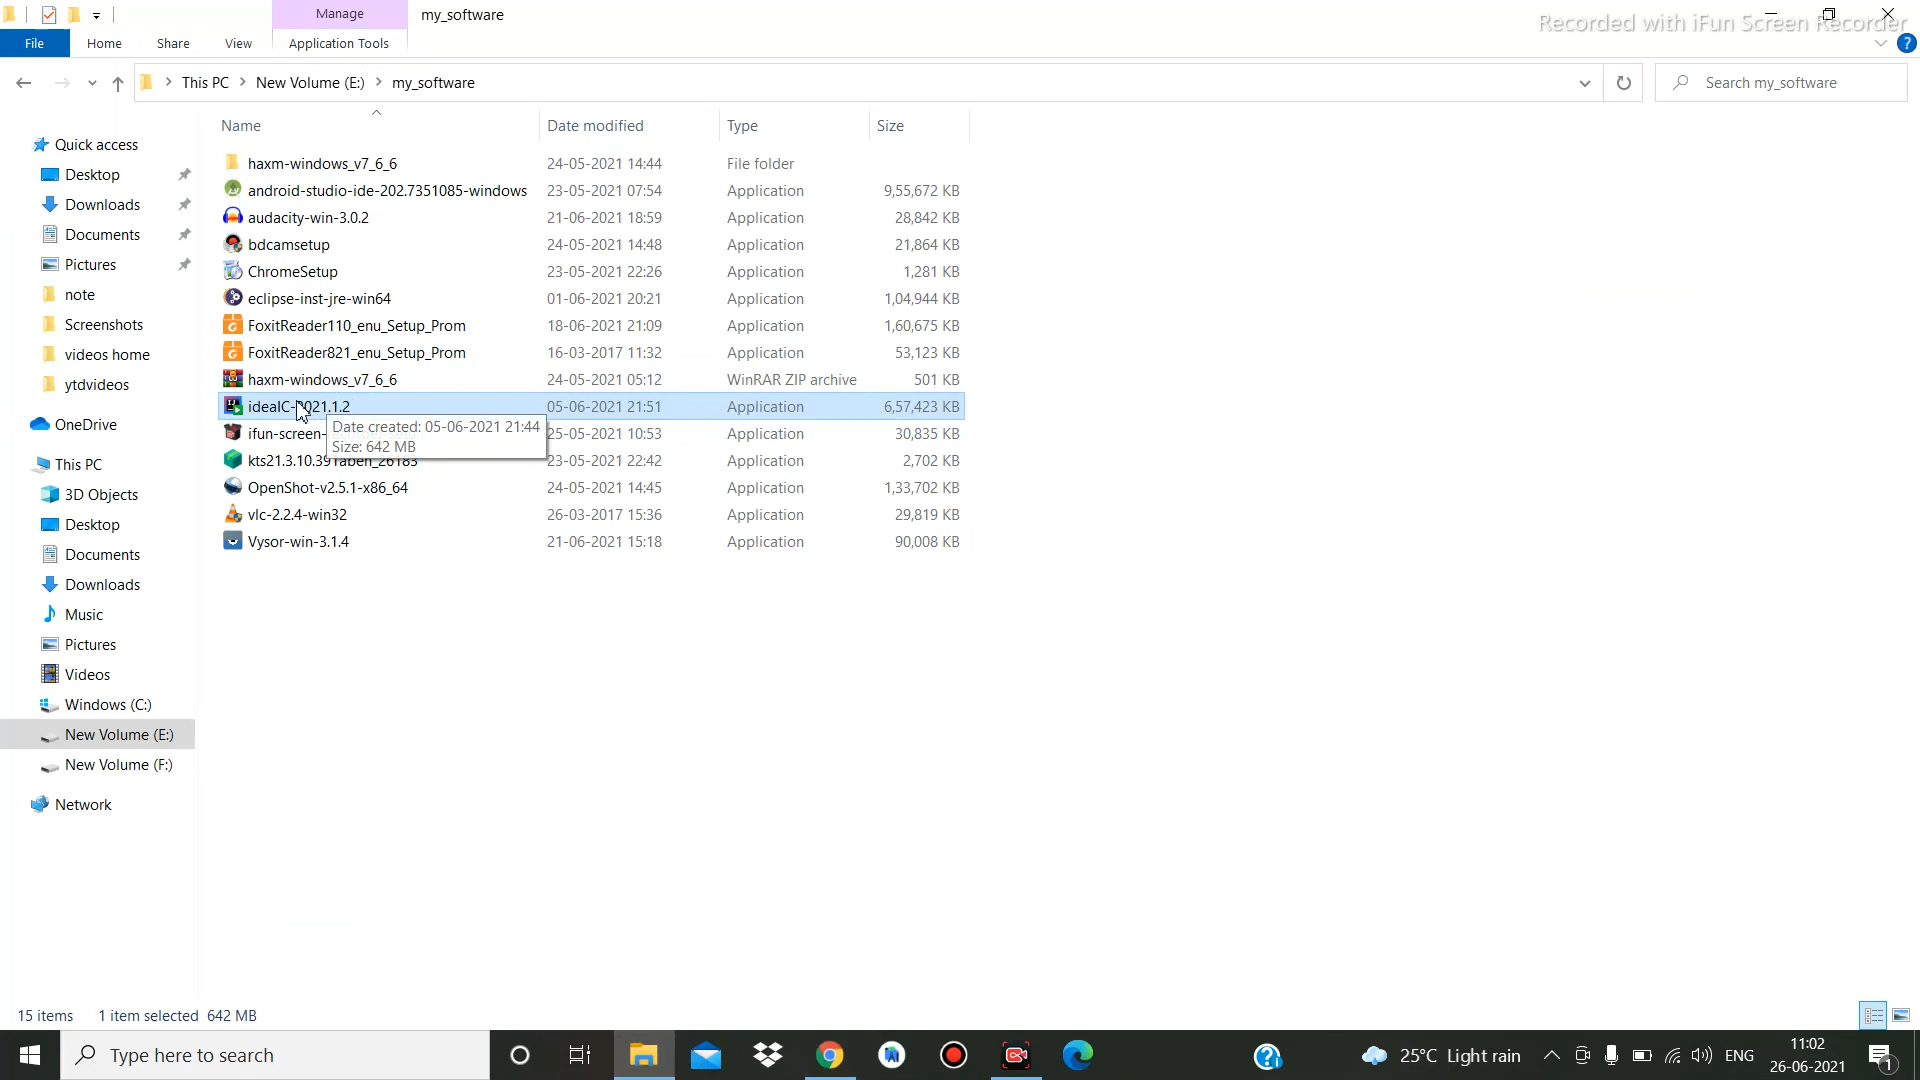 Manage
my_software
Recorded with iFun Screen Recorder
File
Home
Share
View
Application Tools
This PC
New Volume (E:)
my_software
Search my_software
Name
Date modified
Type
Size
Quick access
Desktop
Downloads
Documents
Pictures
note
Screenshots
videos home
ytdvideos
OneDrive
This PC
3D Objects
Desktop
Documents
Downloads
Music
Pictures
Videos
Windows (C:)
New Volume (E:)
New Volume (F:)
Network
haxm-windows_v7_6_6 24-05-2021 14:44 File folder
android-studio-ide-202.7351085-windows 23-05-2021 07:54 Application 9,55,672 KB
audacity-win-3.0.2 21-06-2021 18:59 Application 28,842 KB
bdcamsetup 24-05-2021 14:48 Application 21,864 KB
ChromeSetup 23-05-2021 22:26 Application 1,281 KB
eclipse-inst-jre-win64 01-06-2021 20:21 Application 1,04,944 KB
FoxitReader110_enu_Setup_Prom 18-06-2021 21:09 Application 1,60,675 KB
FoxitReader821_enu_Setup_Prom 16-03-2017 11:32 Application 53,123 KB
haxm-windows_v7_6_6 24-05-2021 05:12 WinRAR ZIP archive 501 KB
ideaIC-2021.1.2 05-06-2021 21:51 Application 6,57,423 KB
Date created: 05-06-2021 21:44
Size: 642 MB
ifun-screen- 25-05-2021 10:53 Application 30,835 KB
kts21.3.10.391aben_26183 23-05-2021 22:42 Application 2,702 KB
OpenShot-v2.5.1-x86_64 24-05-2021 14:45 Application 1,33,702 KB
vlc-2.2.4-win32 26-03-2017 15:36 Application 29,819 KB
Vysor-win-3.1.4 21-06-2021 15:18 Application 90,008 KB
15 items 1 item selected 642 MB
Type here to search
25°C Light rain
ENG
11:02
26-06-2021
1